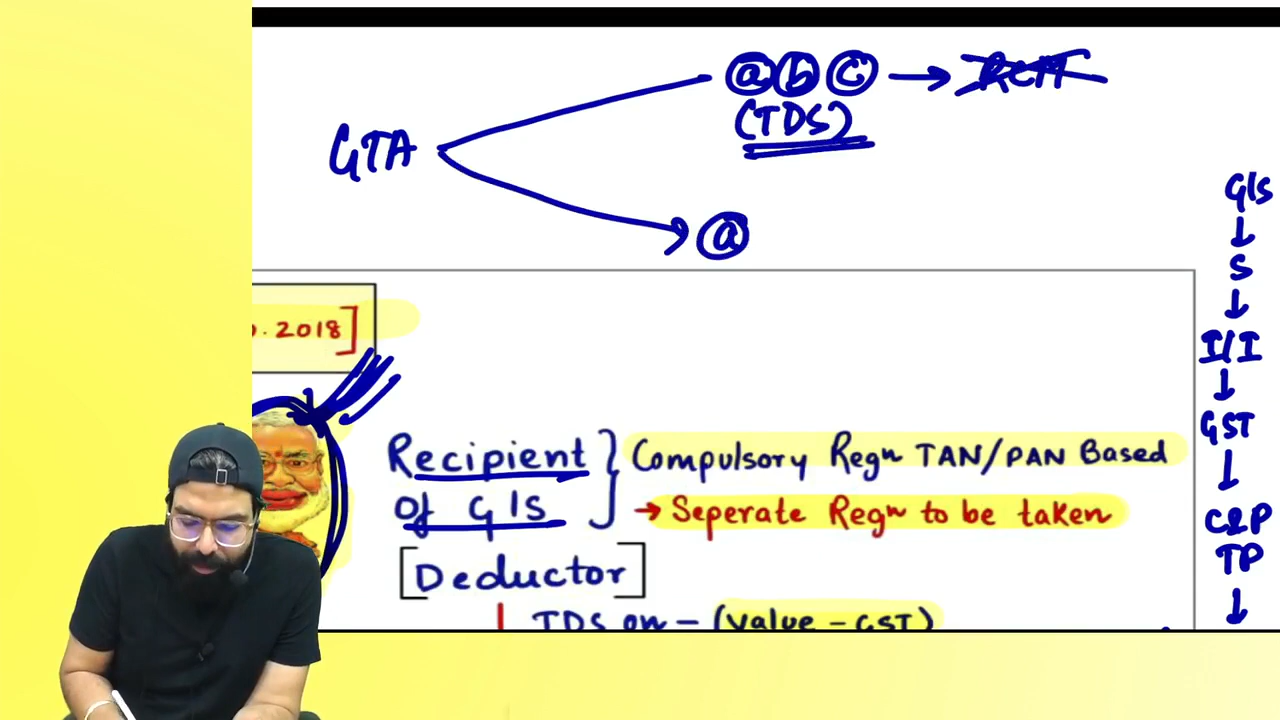 ⓐ ⓑ ⓒ → RCM
(TDS)
GTA
ⓐ
G/S
↓
S
↓
I/I
↓
GST
↓
C2P
TP
↓
. 2018]
Recipient } Compulsory Regn TAN/PAN Based
of G/S → Seperate Regn to be taken
[Deductor]
TDS on - (Value - GST)